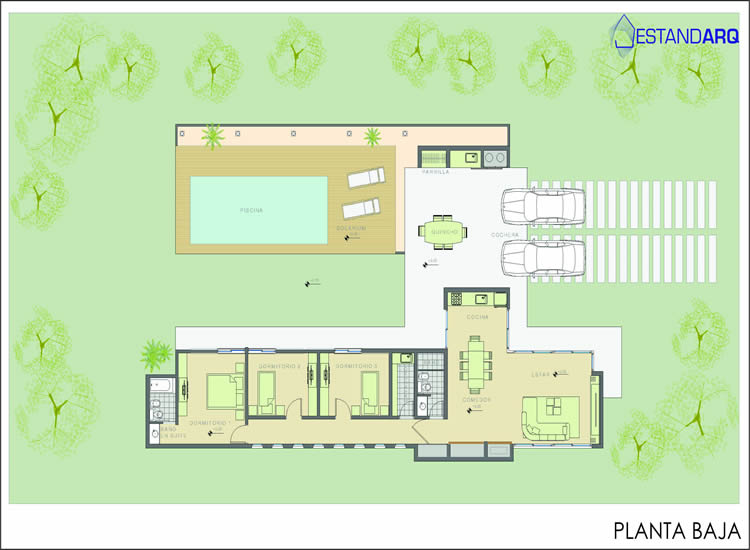 ESTANDARQ
PARRILLA
PISCINA
SOLARIUM
QUINCHO
COCHERA
COCINA
DORMITORIO 2
DORMITORIO 3
ESTAR
COMEDOR
DORMITORIO 1
BAÑO
EN SUITE
PLANTA BAJA